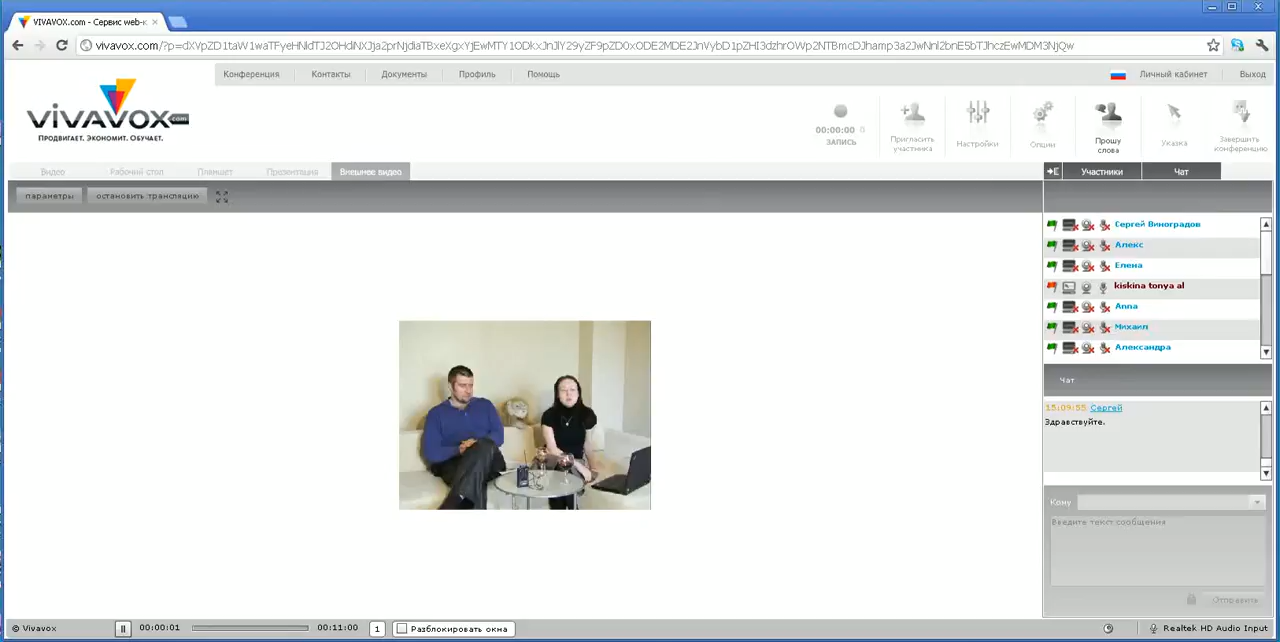 VIVAVOX.com - Сервис web-к
vivavox.com/
Конференция Контакты Документы Профиль Помощь Личный кабинет Выход
VIVAVOX.com
ПРОДВИГАЕТ. ЭКОНОМИТ. ОБУЧАЕТ.
00:00:00 0
ЗАПИСЬ
Пригласить
участника
Настройки
Опции
Прошу
слова
Указка
Завершить
конференцию
Видео Рабочий стол Планшет Презентация Внешнее видео
Участники Чат
параметры остановить трансляцию
Сергей Виноградов
Алекс
Елена
kiskina tonya al
Anna
Михаил
Александра
Чат
15:09:55 Сергей
Здравствуйте.
Кому
Введите текст сообщения
Отправить
© Vivavox 00:00:01 00:11:00 1 Разблокировать окна Realtek HD Audio Input